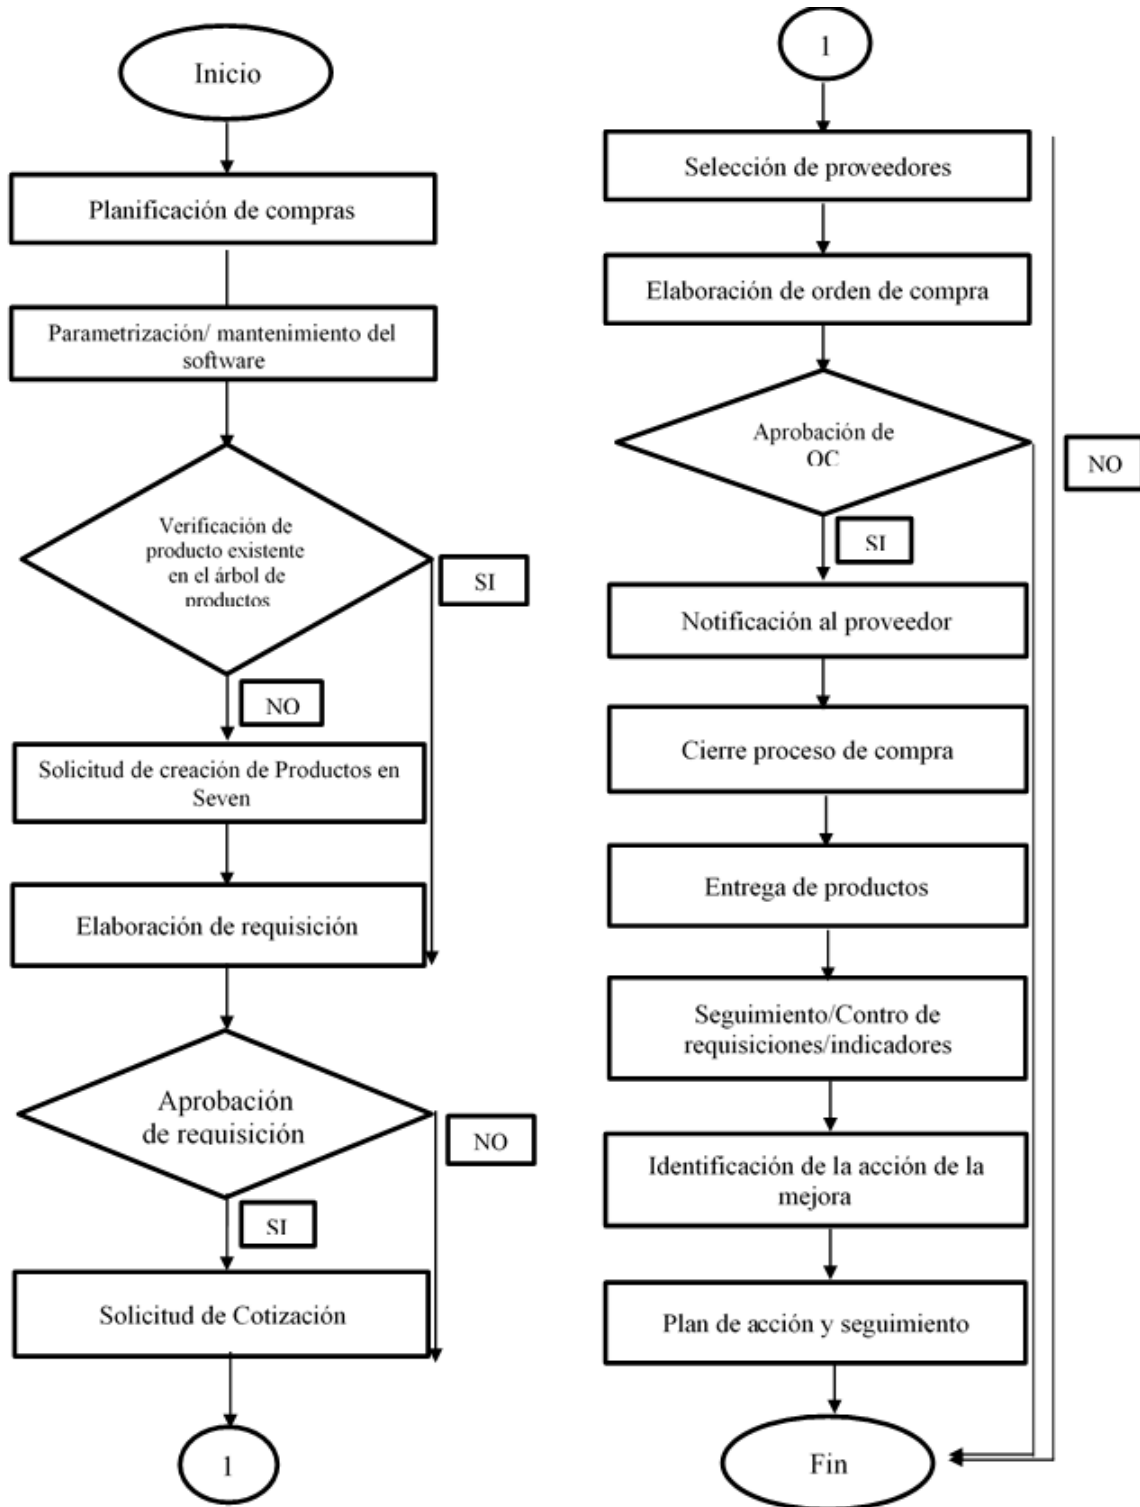 Inicio
Planificación de compras
Parametrización/ mantenimiento del
software
Verificación de
producto existente
en el árbol de
productos
SI
NO
Solicitud de creación de Productos en
Seven
Elaboración de requisición
Aprobación
de requisición
NO
SI
Solicitud de Cotización
1
1
Selección de proveedores
Elaboración de orden de compra
Aprobación de
OC
NO
SI
Notificación al proveedor
Cierre proceso de compra
Entrega de productos
Seguimiento/Contro de
requisiciones/indicadores
Identificación de la acción de la
mejora
Plan de acción y seguimiento
Fin